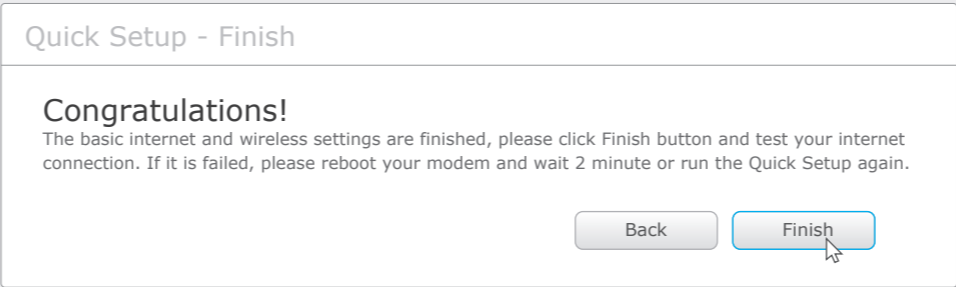 Quick Setup - Finish
Congratulations!
The basic internet and wireless settings are finished, please click Finish button and test your internet
connection. If it is failed, please reboot your modem and wait 2 minute or run the Quick Setup again.
Back
Finish